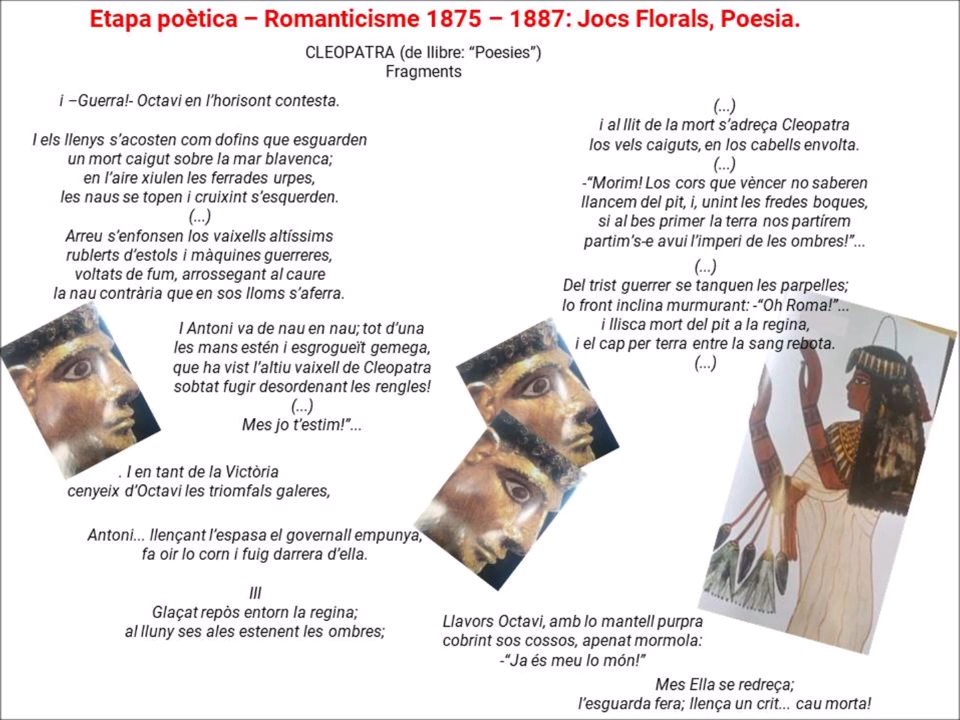 Etapa poètica – Romanticisme 1875 – 1887: Jocs Florals, Poesia.
CLEOPATRA (de llibre: “Poesies”)
Fragments
i –Guerra!- Octavi en l’horisont contesta.
I els llenys s’acosten com dofins que esguarden
un mort caigut sobre la mar blavenca;
en l’aire xiulen les ferrades urpes,
les naus se topen i cruixint s’esquerden.
(...)
Arreu s’enfonsen los vaixells altíssims
rublerts d’estols i màquines guerreres,
voltats de fum, arrossegant al caure
la nau contrària que en sos lloms s’aferra.
I Antoni va de nau en nau; tot d’una
les mans estén i esgrogueït gemega,
que ha vist l’altiu vaixell de Cleopatra
sobtat fugir desordenant les rengles!
(...)
Mes jo t’estim!”...
. I en tant de la Victòria
cenyeix d’Octavi les triomfals galeres,
Antoni... llençant l’espasa el governall empunya,
fa oir lo corn i fuig darrera d’ella.
III
Glaçat repòs entorn la regina;
al lluny ses ales estenent les ombres;
(...)
i al llit de la mort s’adreça Cleopatra
los vels caiguts, en los cabells envolta.
(...)
-“Morim! Los cors que vèncer no saberen
llancem del pit, i, unint les fredes boques,
si al bes primer la terra nos partírem
partim’s-e avui l’imperi de les ombres!”...
(...)
Del trist guerrer se tanquen les parpelles;
lo front inclina murmurant: -“Oh Roma!”...
i llisca mort del pit a la regina,
i el cap per terra entre la sang rebota.
(...)
Llavors Octavi, amb lo mantell purpra
cobrint sos cossos, apenat mormola:
-“Ja és meu lo món!”
Mes Ella se redreça;
l’esguarda fera; llença un crit... cau morta!